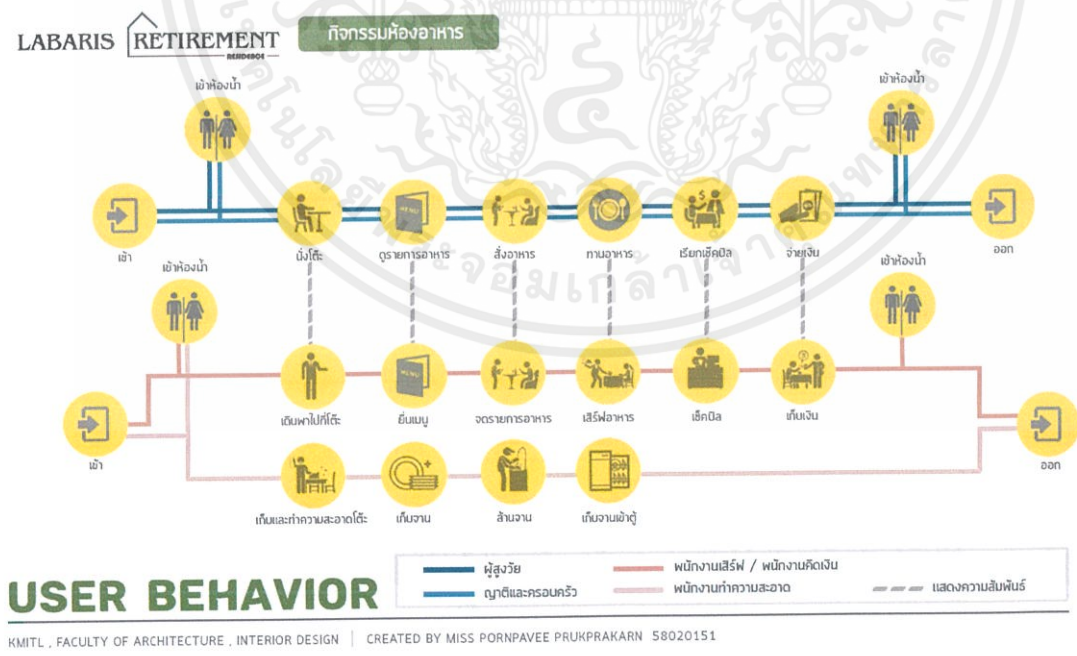 LABARIS RETIREMENT
RESIDENCE
กิจกรรมห้องอาหาร
เข้าห้องน้ำ
เข้าห้องน้ำ
เข้า
นั่งโต๊ะ
ดูรายการอาหาร
สั่งอาหาร
ทานอาหาร
เรียกเช็คบิล
จ่ายเงิน
ออก
เข้าห้องน้ำ
เข้าห้องน้ำ
MENU
MENU
เดินพาไปที่โต๊ะ
ยื่นเมนู
จดรายการอาหาร
เสิร์ฟอาหาร
เช็คบิล
เก็บเงิน
เข้า
ออก
เก็บและทำความสะอาดโต๊ะ
เก็บจาน
ล้างจาน
เก็บจานเข้าตู้
USER BEHAVIOR
ผู้สูงวัย
พนักงานเสิร์ฟ / พนักงานคิดเงิน
ญาติและครอบครัว
พนักงานทำความสะอาด
แสดงความสัมพันธ์
KMITL , FACULTY OF ARCHITECTURE , INTERIOR DESIGN | CREATED BY MISS PORNPAVEE PRUKPRAKARN 58020151